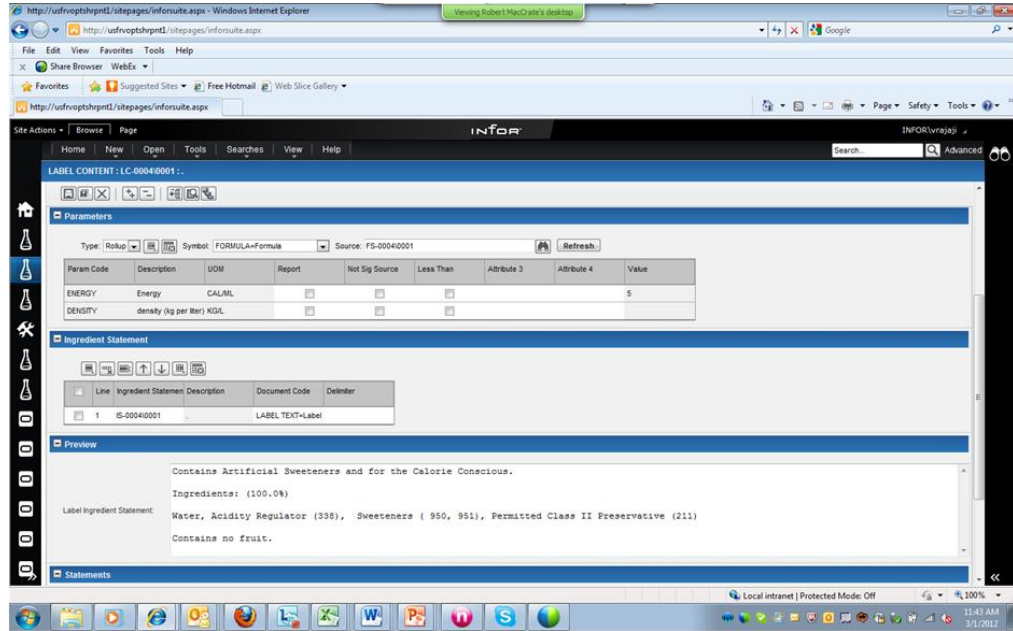 http://usfrvoptshrpnt1/sitepages/inforsuite.aspx - Windows Internet Explorer
Viewing Robert MacCrate's desktop
http://usfrvoptshrpnt1/sitepages/inforsuite.aspx
Google
File Edit View Favorites Tools Help
x Share Browser WebEx
Favorites Suggested Sites Free Hotmail Web Slice Gallery
http://usfrvoptshrpnt1/sitepages/inforsuite.aspx
Page Safety Tools
Site Actions Browse Page
INFOR
INFOR\vrajaji
Home New Open Tools Searches View Help
Search...
Advanced
LABEL CONTENT : LC-0004\0001 : .
Parameters
Type: Rollup Symbol: FORMULA=Formula Source: FS-0004\0001 Refresh
Param Code Description UOM Report Not Sig Source Less Than Attribute 3 Attribute 4 Value
ENERGY Energy CAL/ML 5
DENSITY density (kg per liter) KG/L
Ingredient Statement
Line Ingredient Statemen Description Document Code Delimiter
1 IS-0004\0001 . LABEL TEXT=Label
Preview
Label Ingredient Statement:
Contains Artificial Sweeteners and for the Calorie Conscious.
Ingredients: (100.0%)
Water, Acidity Regulator (338), Sweeteners ( 950, 951), Permitted Class II Preservative (211)
Contains no fruit.
Statements
Local intranet | Protected Mode: Off
100%
11:43 AM
3/1/2012